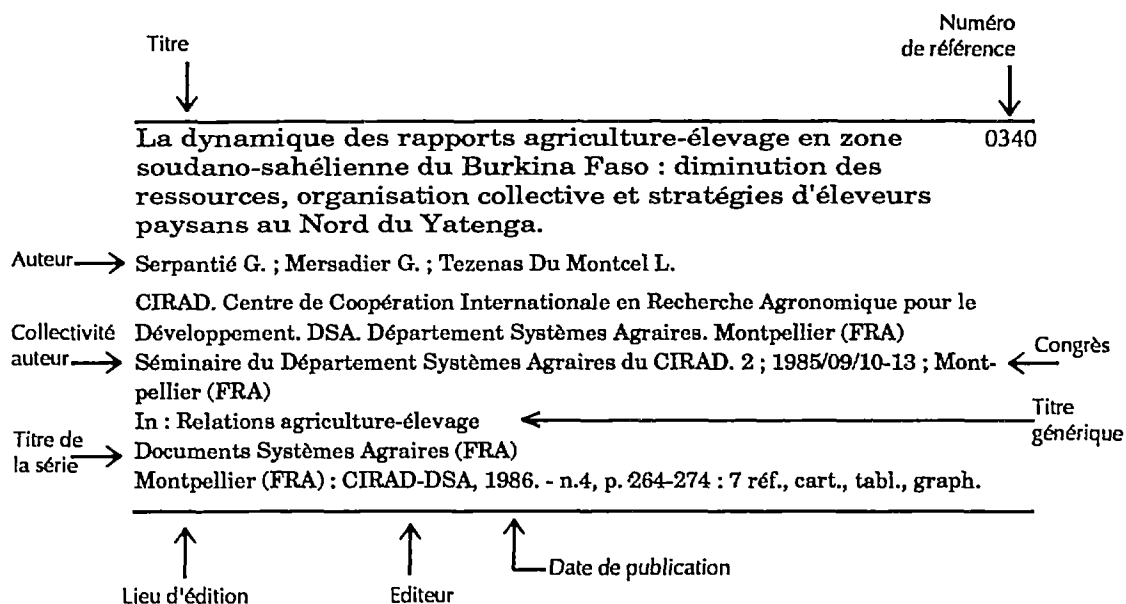 Titre
Numéro
de référence
La dynamique des rapports agriculture-élevage en zone
0340
soudano-sahélienne du Burkina Faso : diminution des
ressources, organisation collective et stratégies d'éleveurs
paysans au Nord du Yatenga.
Auteur
Serpantié G. ; Mersadier G. ; Tezenas Du Montcel L.
CIRAD. Centre de Coopération Internationale en Recherche Agronomique pour le
Collectivité
auteur
Développement. DSA. Département Systèmes Agraires. Montpellier (FRA)
Séminaire du Département Systèmes Agraires du CIRAD. 2 ; 1985/09/10-13 ; Mont-
pellier (FRA)
Congrès
In : Relations agriculture-élevage
Titre
générique
Titre de
la série
Documents Systèmes Agraires (FRA)
Montpellier (FRA) : CIRAD-DSA, 1986. - n.4, p. 264-274 : 7 réf., cart., tabl., graph.
Lieu d'édition
Editeur
Date de publication